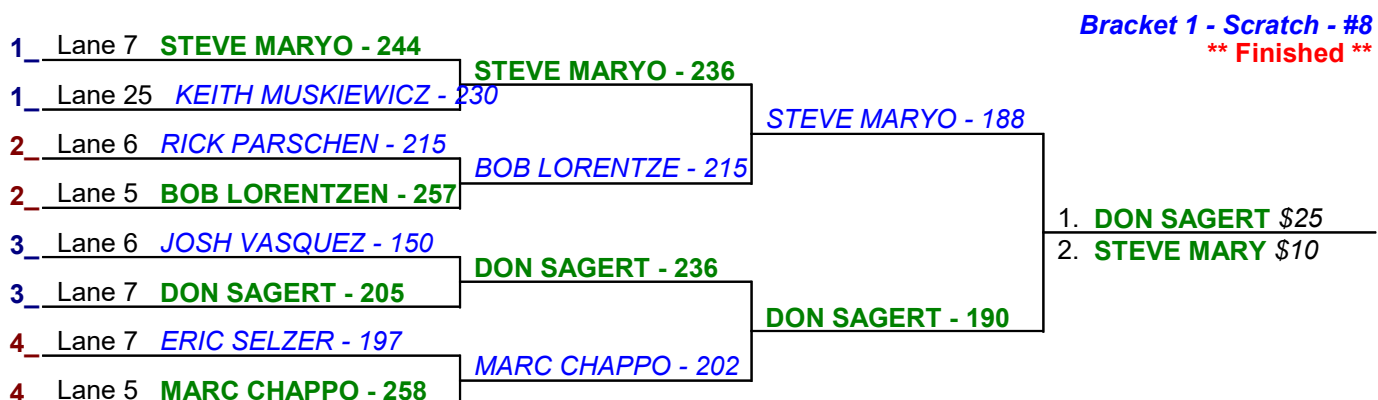 Bracket 1 - Scratch - #8
** Finished **
1_ Lane 7 STEVE MARYO - 244
STEVE MARYO - 236
1_ Lane 25 KEITH MUSKIEWICZ - 230
STEVE MARYO - 188
2_ Lane 6 RICK PARSCHEN - 215
BOB LORENTZE - 215
2_ Lane 5 BOB LORENTZEN - 257
1. DON SAGERT $25
3_ Lane 6 JOSH VASQUEZ - 150
2. STEVE MARY $10
DON SAGERT - 236
3_ Lane 7 DON SAGERT - 205
DON SAGERT - 190
4_ Lane 7 ERIC SELZER - 197
MARC CHAPPO - 202
4 Lane 5 MARC CHAPPO - 258